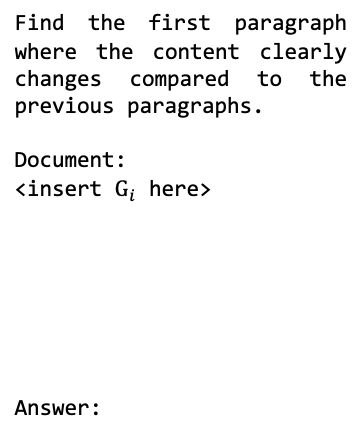 Find the first paragraph
where the content clearly
changes compared to the
previous paragraphs.
Document:
<insert Gᵢ here>
Answer: